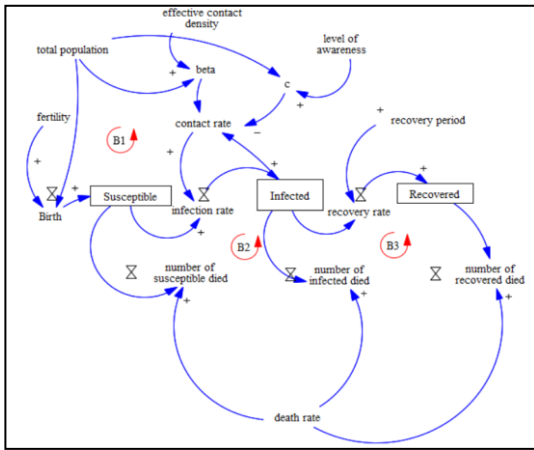 effective contact
density
level of
awareness
total population
+
beta
+
c
+
fertility
contact rate
−
+
recovery period
B1
+
+
+
+
+
Susceptible
Infected
Recovered
Birth
infection rate
recovery rate
+
B2
B3
+
number of
susceptible died
number of
infected died
number of
recovered died
+
+
+
death rate